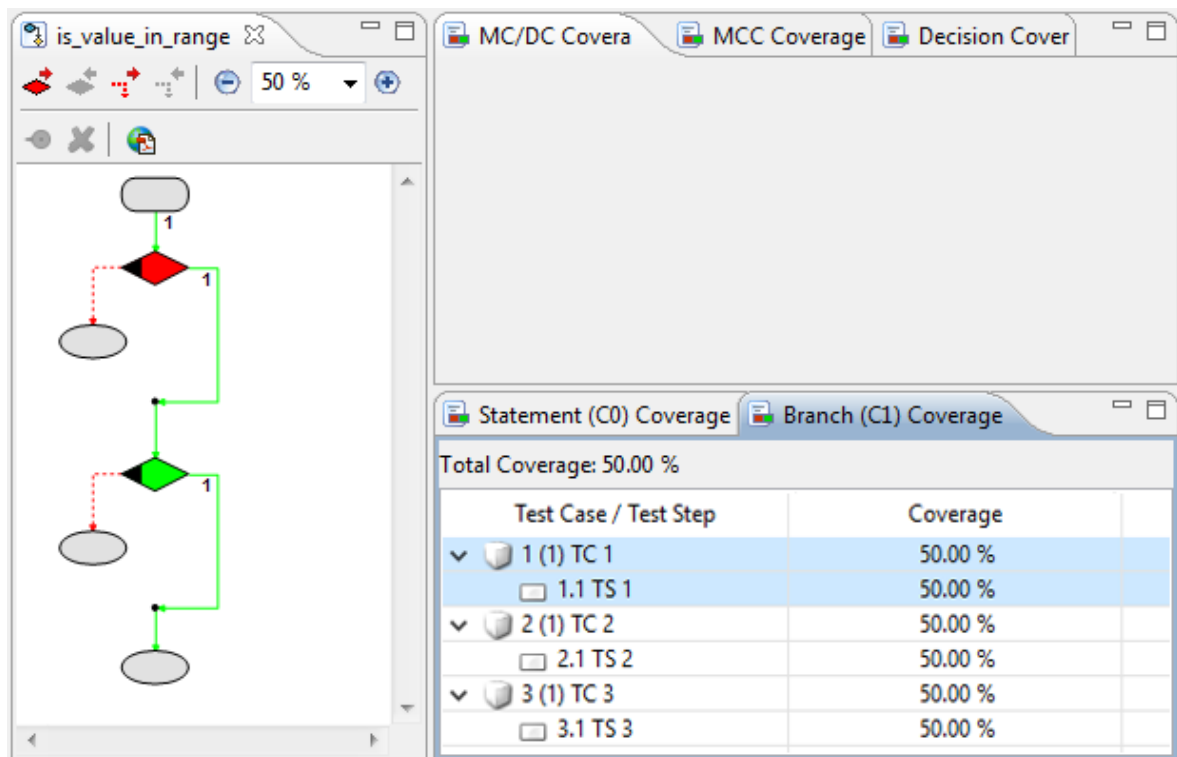 is_value_in_range
50 %
1
1
1
MC/DC Covera
MCC Coverage
Decision Cover
Statement (C0) Coverage
Branch (C1) Coverage
Total Coverage: 50.00 %
Test Case / Test Step Coverage
1 (1) TC 1 50.00 %
1.1 TS 1 50.00 %
2 (1) TC 2 50.00 %
2.1 TS 2 50.00 %
3 (1) TC 3 50.00 %
3.1 TS 3 50.00 %